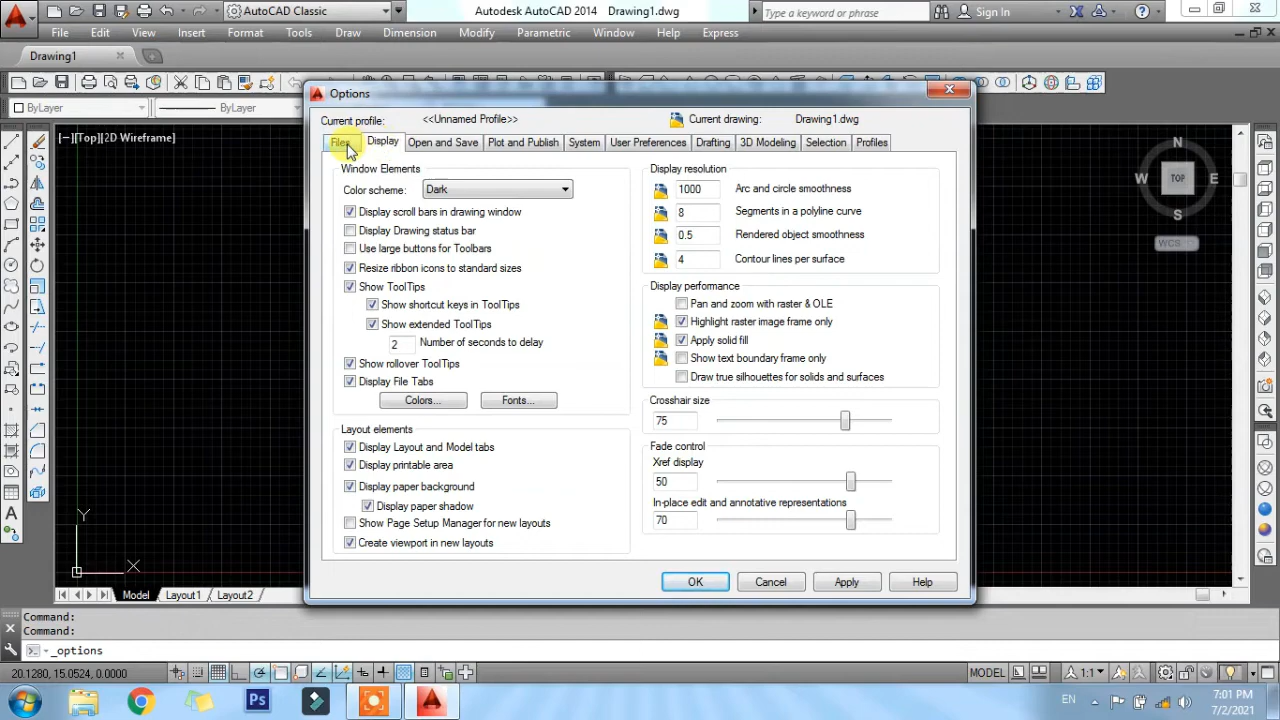 AutoCAD Classic
Autodesk AutoCAD 2014 Drawing1.dwg
Type a keyword or phrase
Sign In
File Edit View Insert Format Tools Draw Dimension Modify Parametric Window Help Express
Drawing1
ByLayer
ByLayer
[−][Top][2D Wireframe]
Options
Current profile: <<Unnamed Profile>>
Current drawing: Drawing1.dwg
Files Display Open and Save Plot and Publish System User Preferences Drafting 3D Modeling Selection Profiles
Window Elements
Color scheme: Dark
Display scroll bars in drawing window
Display Drawing status bar
Use large buttons for Toolbars
Resize ribbon icons to standard sizes
Show ToolTips
Show shortcut keys in ToolTips
Show extended ToolTips
2 Number of seconds to delay
Show rollover ToolTips
Display File Tabs
Colors... Fonts...
Layout elements
Display Layout and Model tabs
Display printable area
Display paper background
Display paper shadow
Show Page Setup Manager for new layouts
Create viewport in new layouts
Display resolution
1000 Arc and circle smoothness
8 Segments in a polyline curve
0.5 Rendered object smoothness
4 Contour lines per surface
Display performance
Pan and zoom with raster & OLE
Highlight raster image frame only
Apply solid fill
Show text boundary frame only
Draw true silhouettes for solids and surfaces
Crosshair size
75
Fade control
Xref display
50
In-place edit and annotative representations
70
OK Cancel Apply Help
N
W TOP E
S
WCS
Y
X
Model Layout1 Layout2
Command:
Command:
_options
20.1280, 15.0524, 0.0000
MODEL
1:1
Ps
EN
7:01 PM
7/2/2021